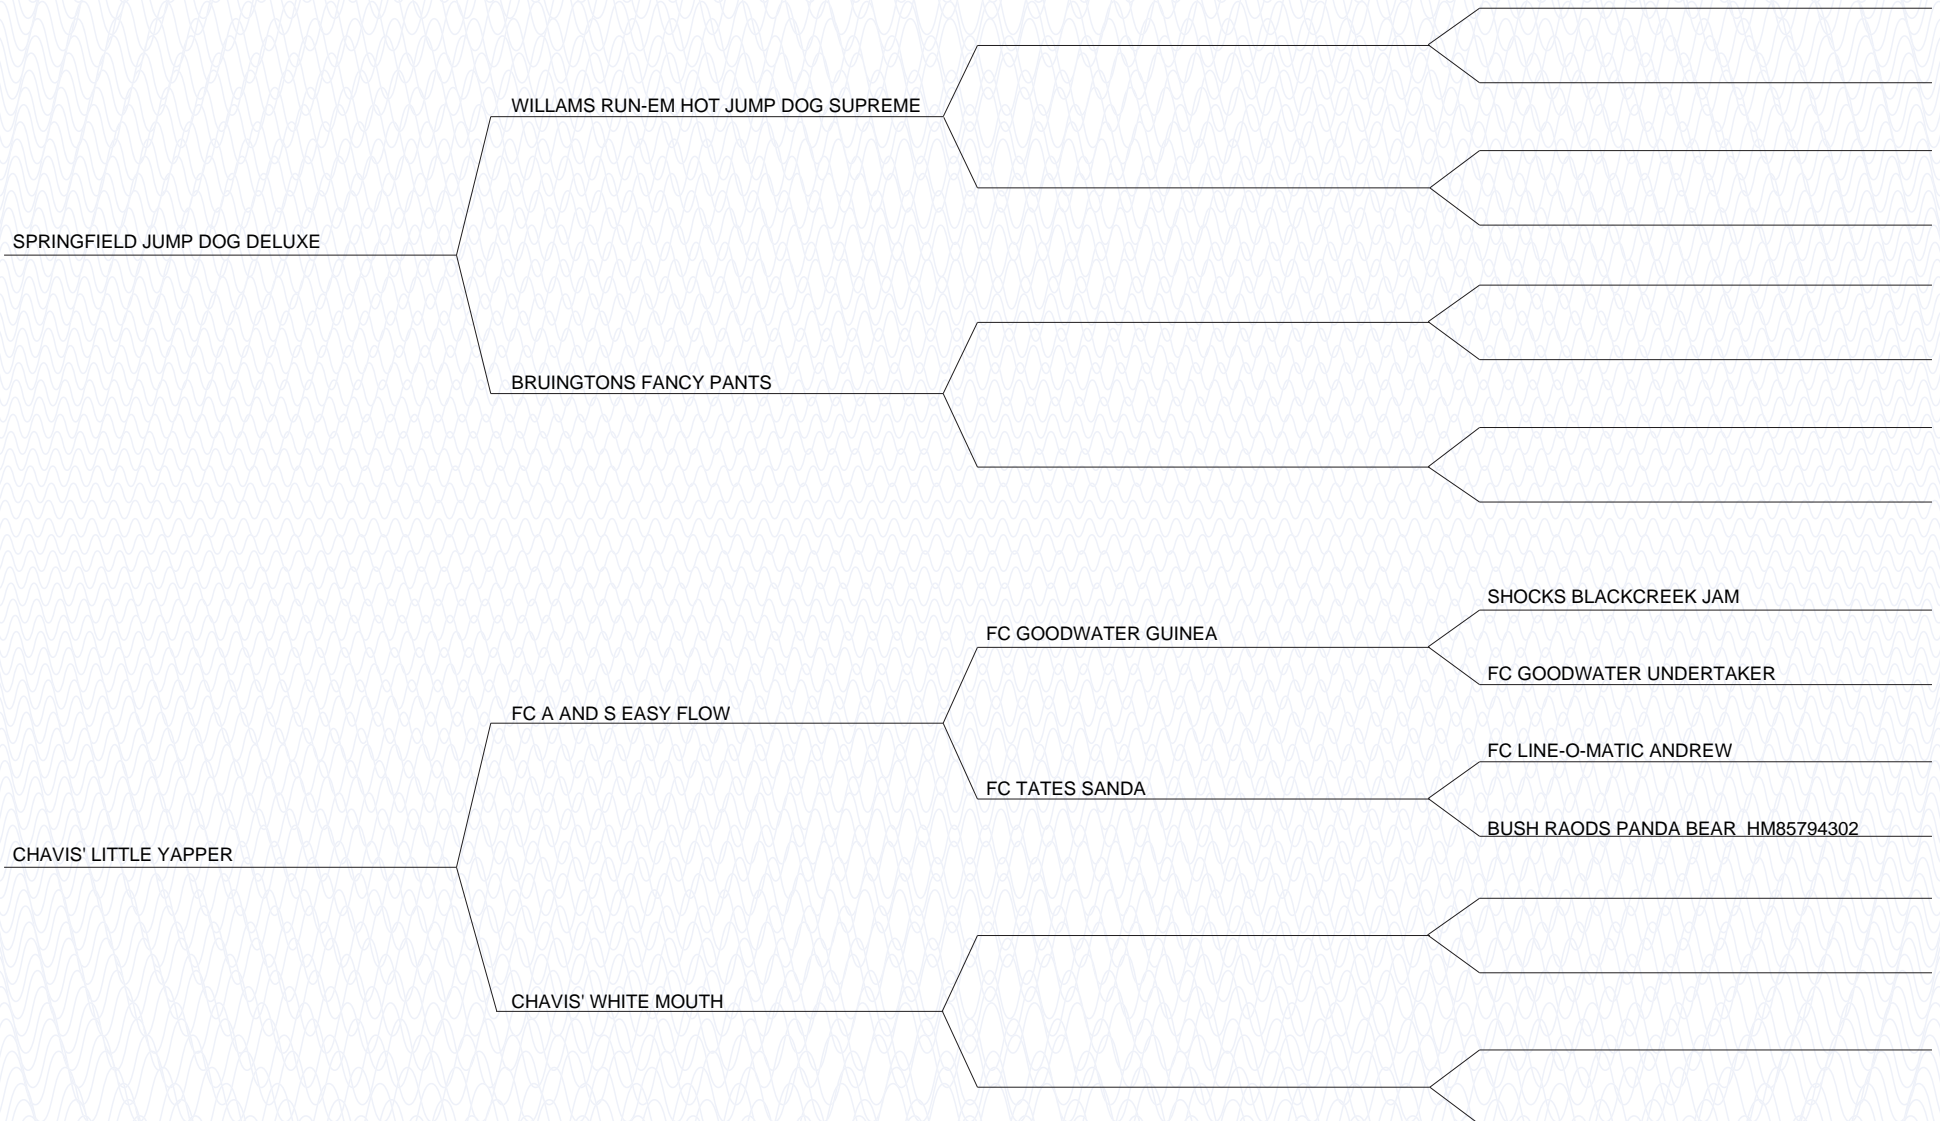 WILLAMS RUN-EM HOT JUMP DOG SUPREME
SPRINGFIELD JUMP DOG DELUXE
BRUINGTONS FANCY PANTS
SHOCKS BLACKCREEK JAM
FC GOODWATER GUINEA
FC GOODWATER UNDERTAKER
FC A AND S EASY FLOW
FC LINE-O-MATIC ANDREW
FC TATES SANDA
BUSH RAODS PANDA BEAR  HM85794302
CHAVIS' LITTLE YAPPER
CHAVIS' WHITE MOUTH